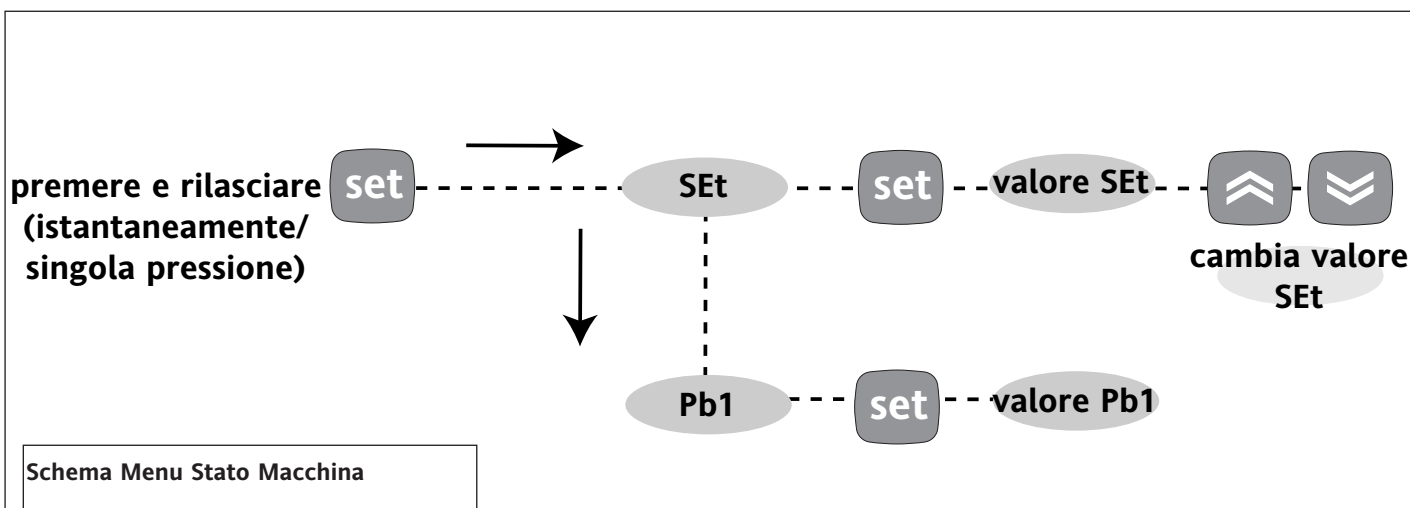 premere e rilasciare
(istantaneamente/
singola pressione)
set
SEt
set
valore SEt
cambia valore
SEt
Pb1
set
valore Pb1
Schema Menu Stato Macchina